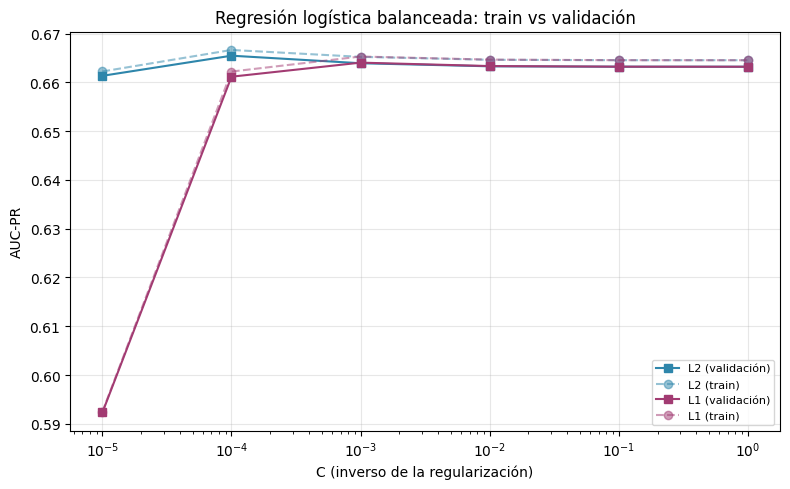 Regresión logística balanceada: train vs validación
AUC-PR
0.67
0.66
0.65
0.64
0.63
0.62
0.61
0.60
0.59
10⁻⁵
10⁻⁴
10⁻³
10⁻²
10⁻¹
10⁰
C (inverso de la regularización)
L2 (validación)
L2 (train)
L1 (validación)
L1 (train)